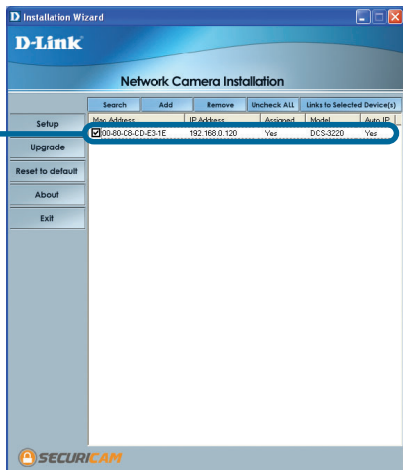 D Installation Wizard
D-Link
Network Camera Installation
Search Add Remove Uncheck ALL Links to Selected Device(s)
Mac Address IP Address Assigned Model Auto IP
00-80-C8-CD-E3-1E 192.168.0.120 Yes DCS-3220 Yes
Setup
Upgrade
Reset to default
About
Exit
SECURICAM